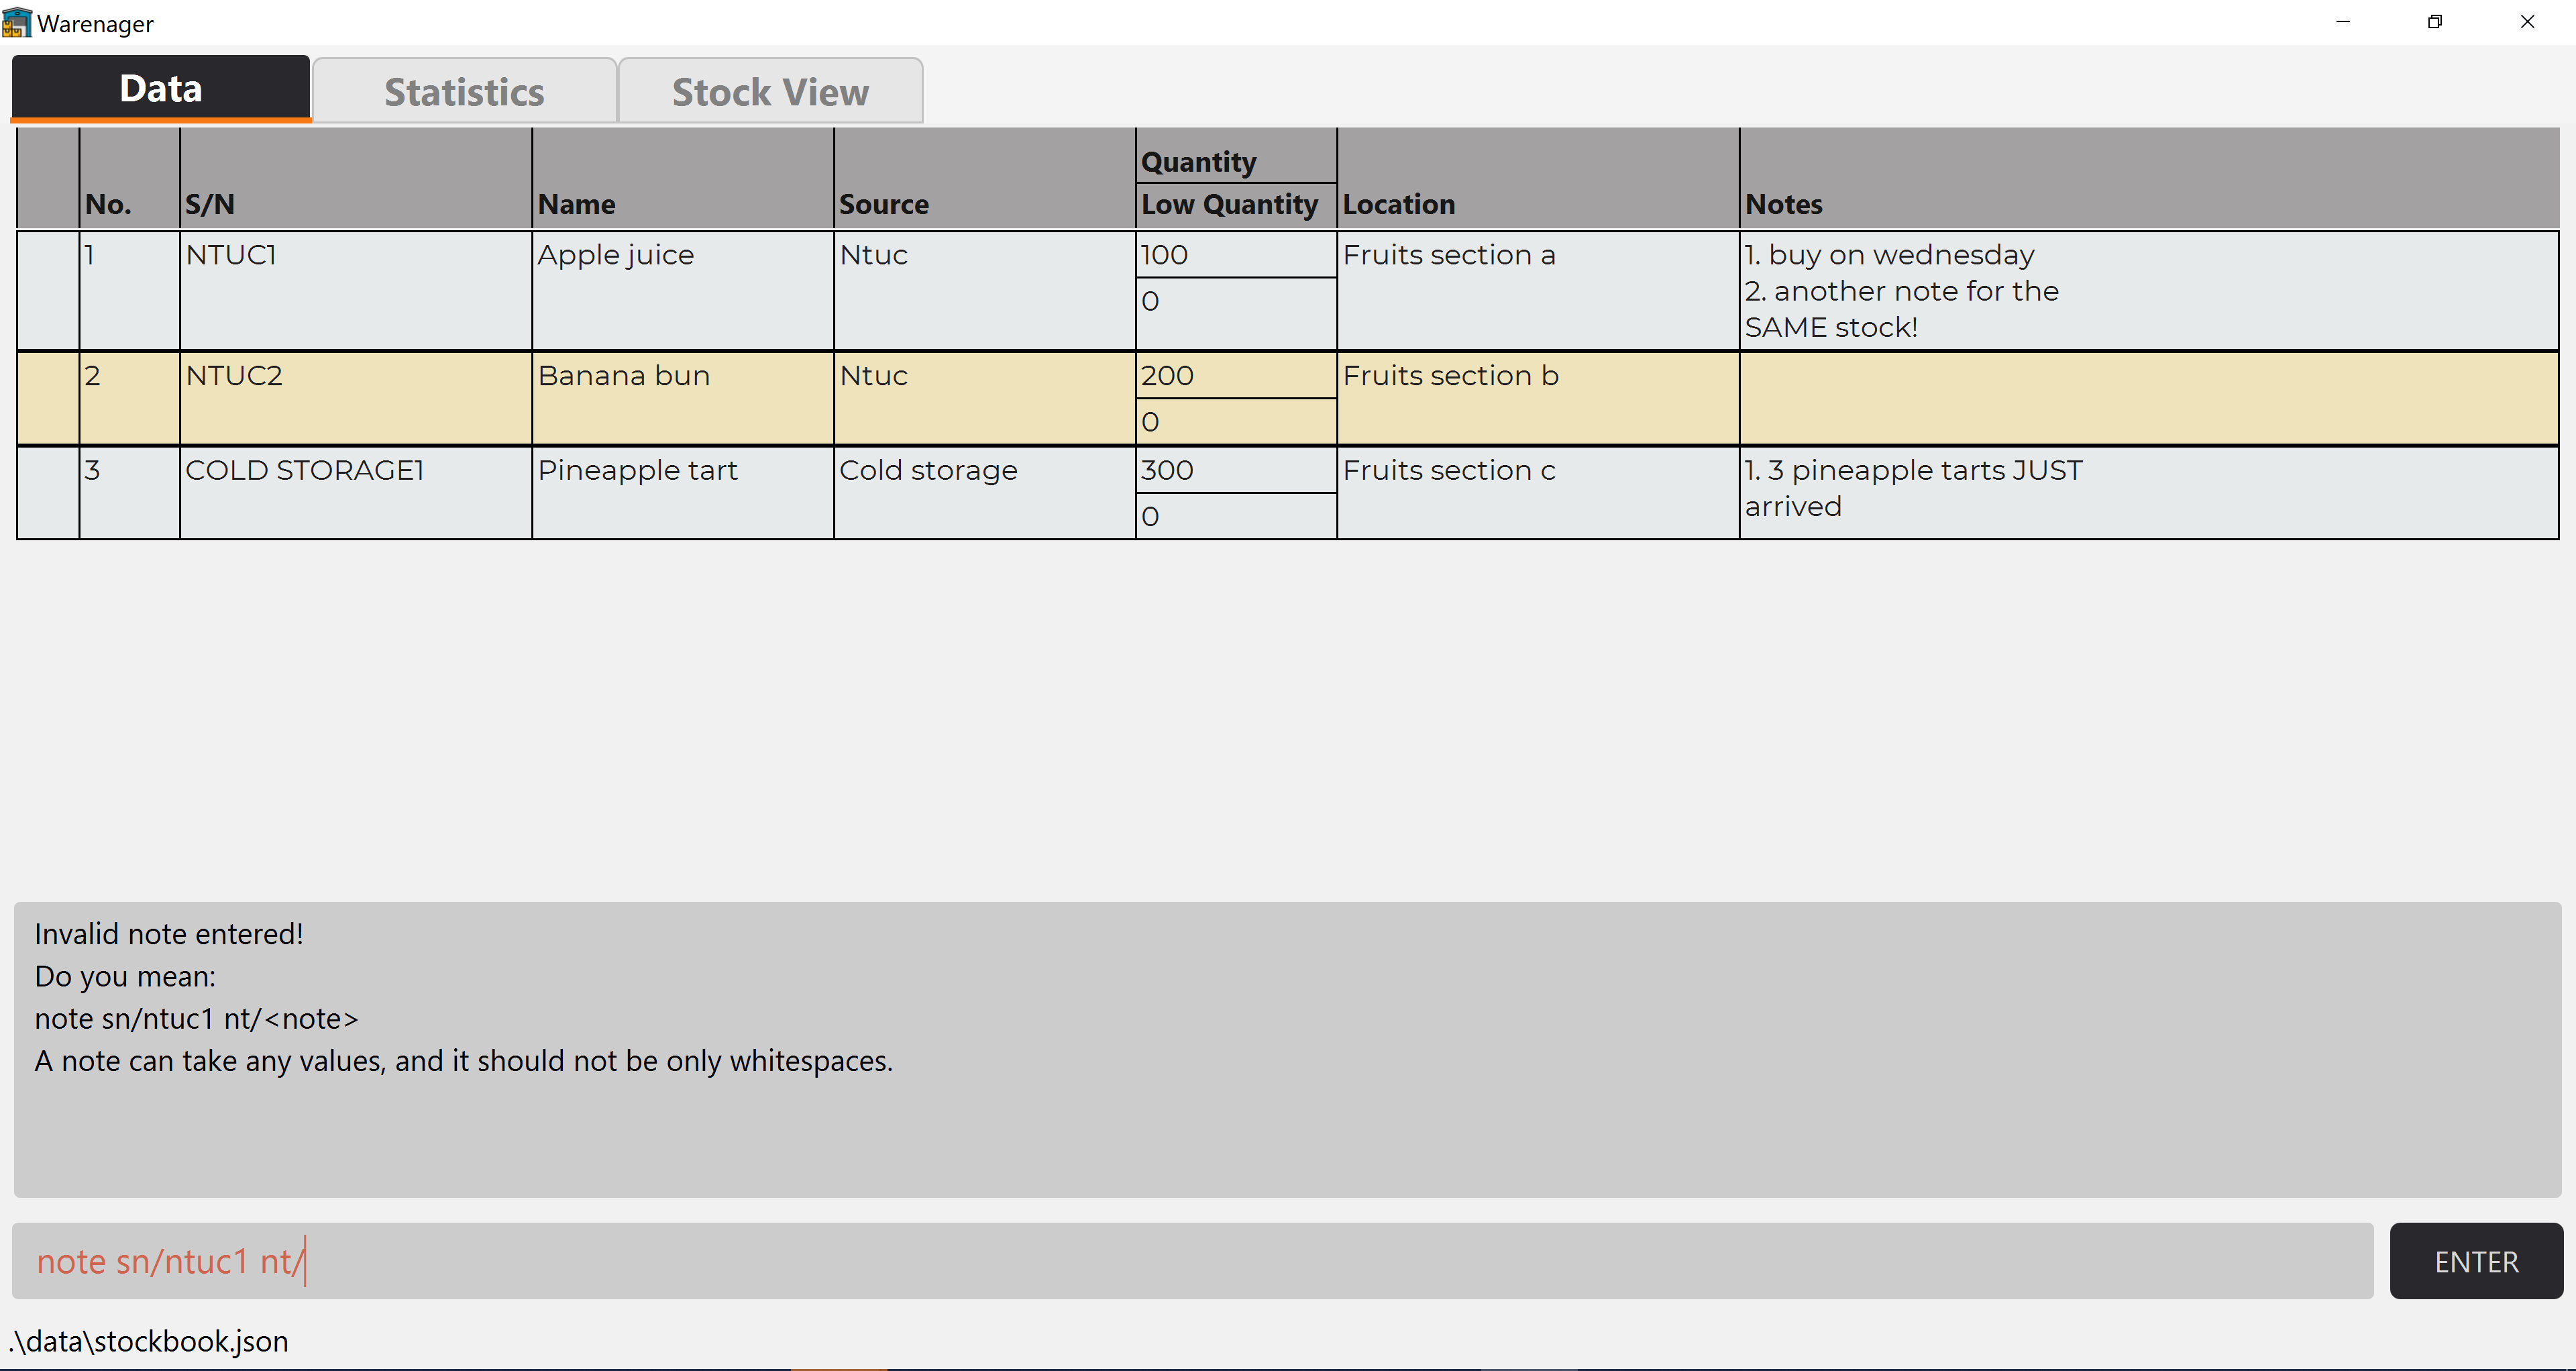 Warenager
Data Statistics Stock View
Quantity
No. S/N Name Source Low Quantity Location Notes
1 NTUC1 Apple juice Ntuc 100 Fruits section a 1. buy on wednesday
2. another note for the
0
SAME stock!
2 NTUC2 Banana bun Ntuc 200 Fruits section b
0
3 COLD STORAGE1 Pineapple tart Cold storage 300 Fruits section c 1. 3 pineapple tarts JUST
arrived
0
Invalid note entered!
Do you mean:
note sn/ntuc1 nt/<note>
A note can take any values, and it should not be only whitespaces.
note sn/ntuc1 nt/
ENTER
.\data\stockbook.json